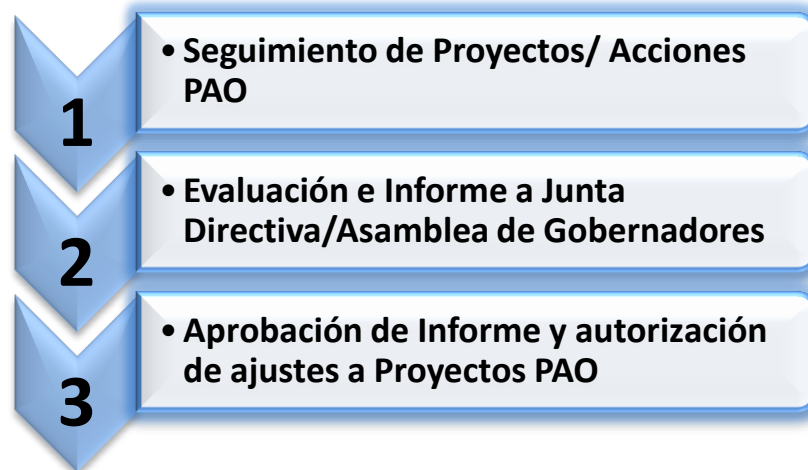 1
• Seguimiento de Proyectos/ Acciones
PAO
2
• Evaluación e Informe a Junta
Directiva/Asamblea de Gobernadores
3
• Aprobación de Informe y autorización
de ajustes a Proyectos PAO